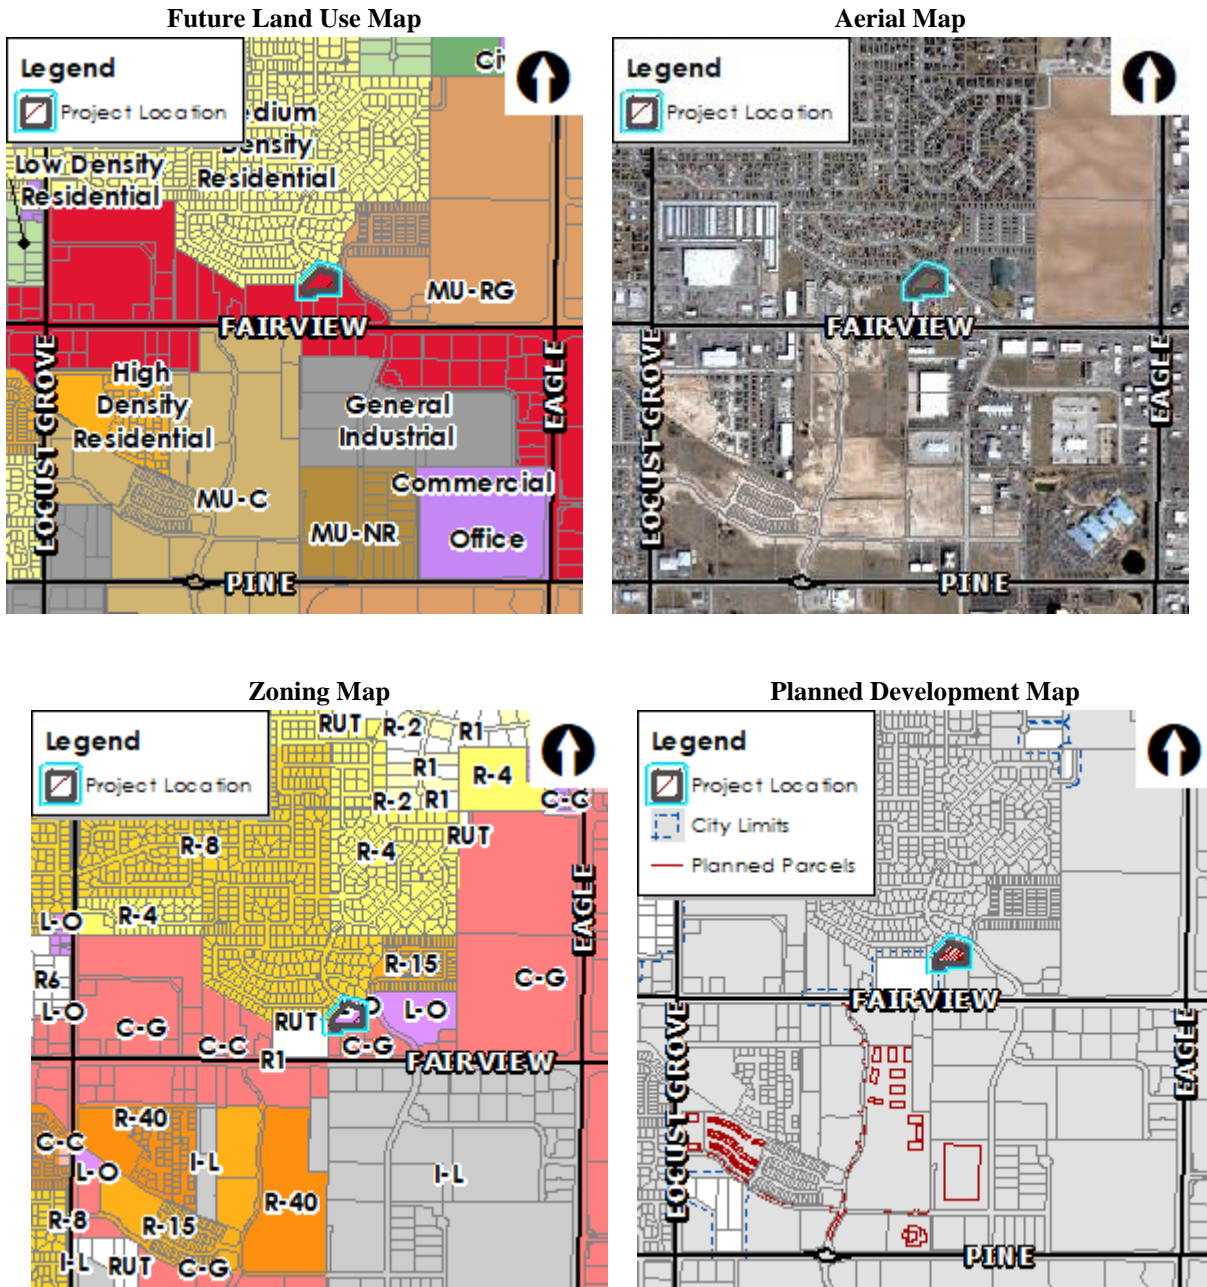 Future Land Use Map
Legend
Project Location
Medium
Density
Residential
Low Density
Residential
MU-RG
FAIRVIEW
High
Density
Residential
General
Industrial
MU-C
Commercial
MU-NR
Office
LOCUST GROVE
EAGLE
PINE
Aerial Map
Legend
Project Location
FAIRVIEW
LOCUST GROVE
EAGLE
PINE
Zoning Map
Legend
Project Location
RUT
R-2
R1
R1
R-4
R-2
R1
C-C
RUT
R-8
R-4
EAGLE
L-O
R-4
R-15
R6
C-G
L-O
L-O
RUT
C-G
C-C
C-G
R1
FAIRVIEW
R-40
C-C
I-L
L-O
I-L
R-40
R-8
R-15
I-L
RUT
C-G
Planned Development Map
Legend
Project Location
City Limits
Planned Parcels
FAIRVIEW
LOCUST GROVE
EAGLE
PINE